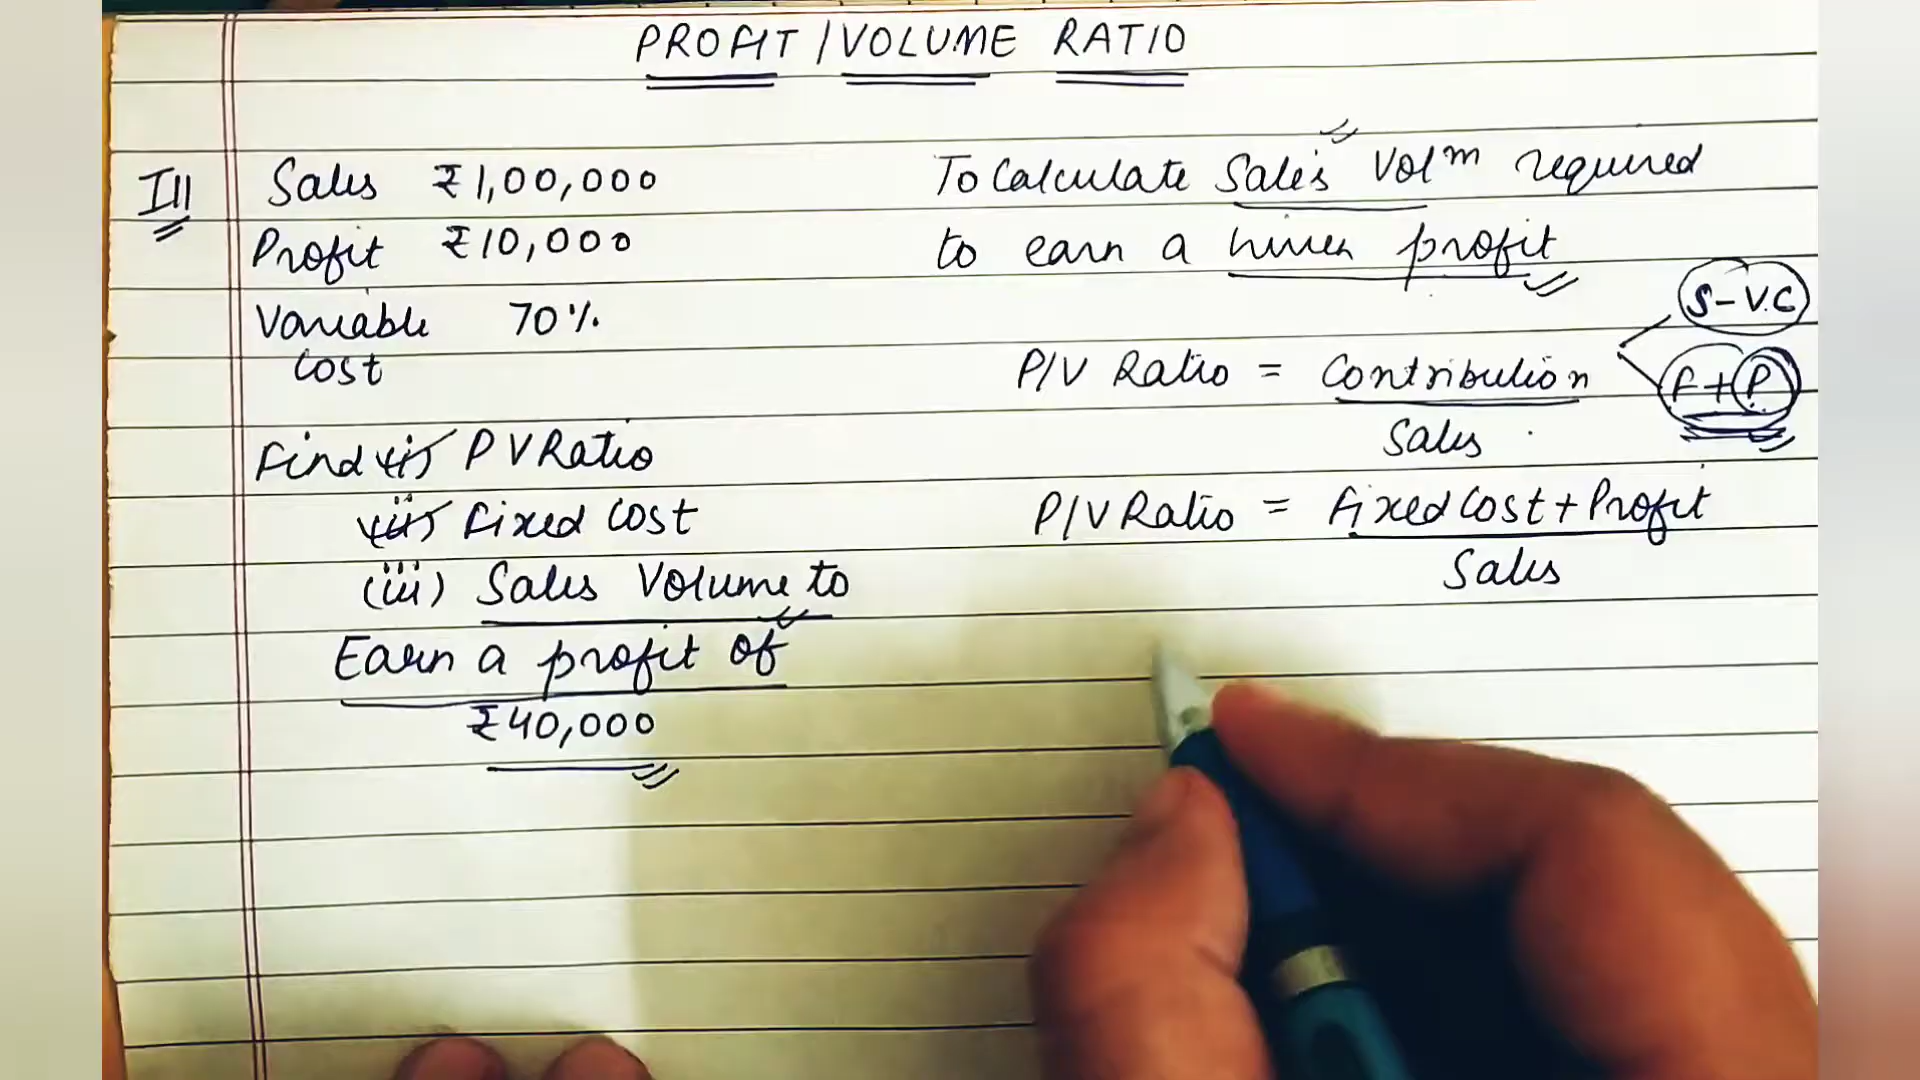 PROFIT / VOLUME RATIO
III
Sales ₹1,00,000
Profit ₹10,000
Variable 70%
Cost
Find (i) P V Ratio
(ii) Fixed Cost
(iii) Sales Volume to
Earn a profit of
₹40,000
To Calculate Sales Volm required
to earn a given profit
S - V.C
P/V Ratio = Contribution
F + P
Sales
P/V Ratio = Fixed Cost + Profit
Sales